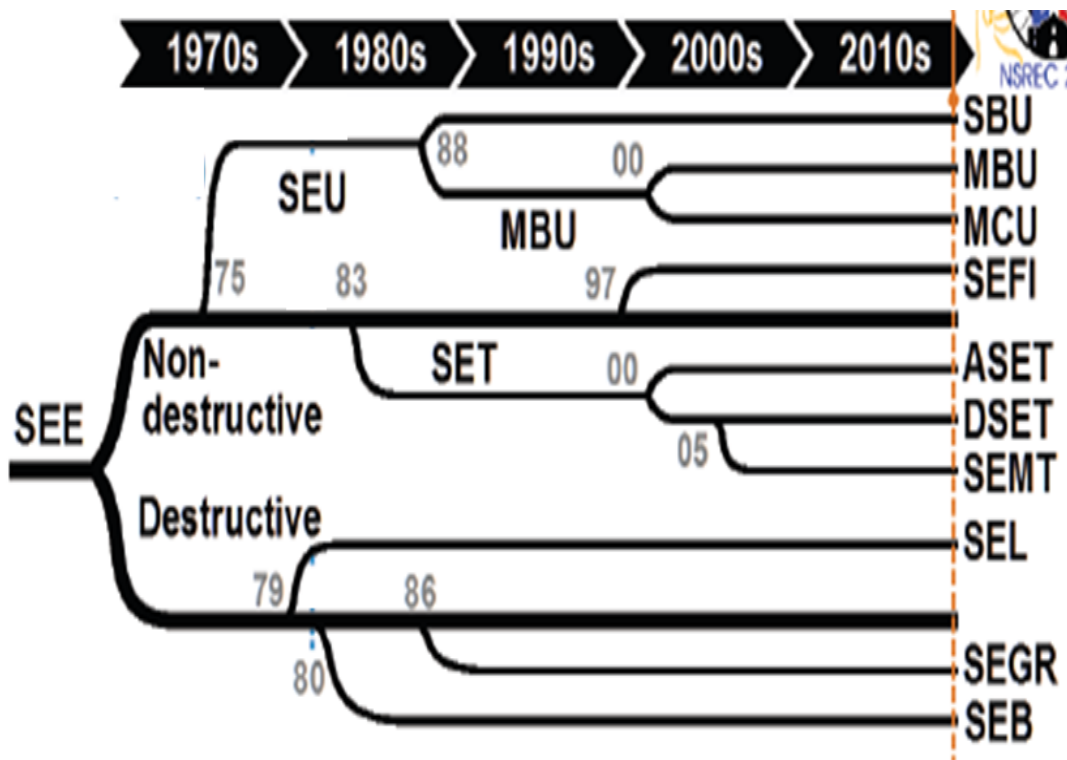 1970s 1980s 1990s 2000s 2010s
NSREC
SBU
88
00
MBU
SEU
MBU
MCU
75
83
97
SEFI
Non-
destructive
SET
00
ASET
SEE
DSET
05
SEMT
Destructive
SEL
79
86
80
SEGR
SEB